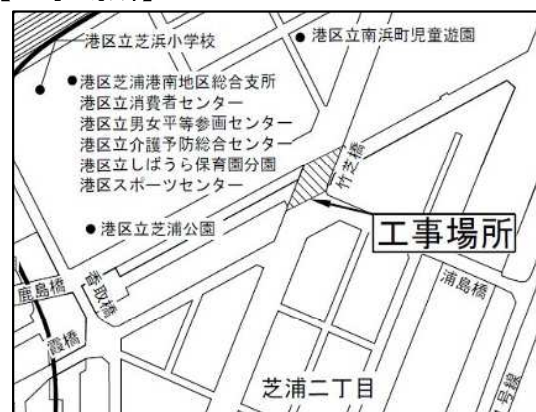 港区立芝浜小学校
港区立南浜町児童遊園
港区芝浦港南地区総合支所
港区立消費者センター
港区立男女平等参画センター
港区立介護予防総合センター
港区立しばうら保育園分園
港区スポーツセンター
竹芝橋
港区立芝浦公園
工事場所
香取橋
鹿島橋
浦島橋
霞橋
芝浦二丁目
1号線